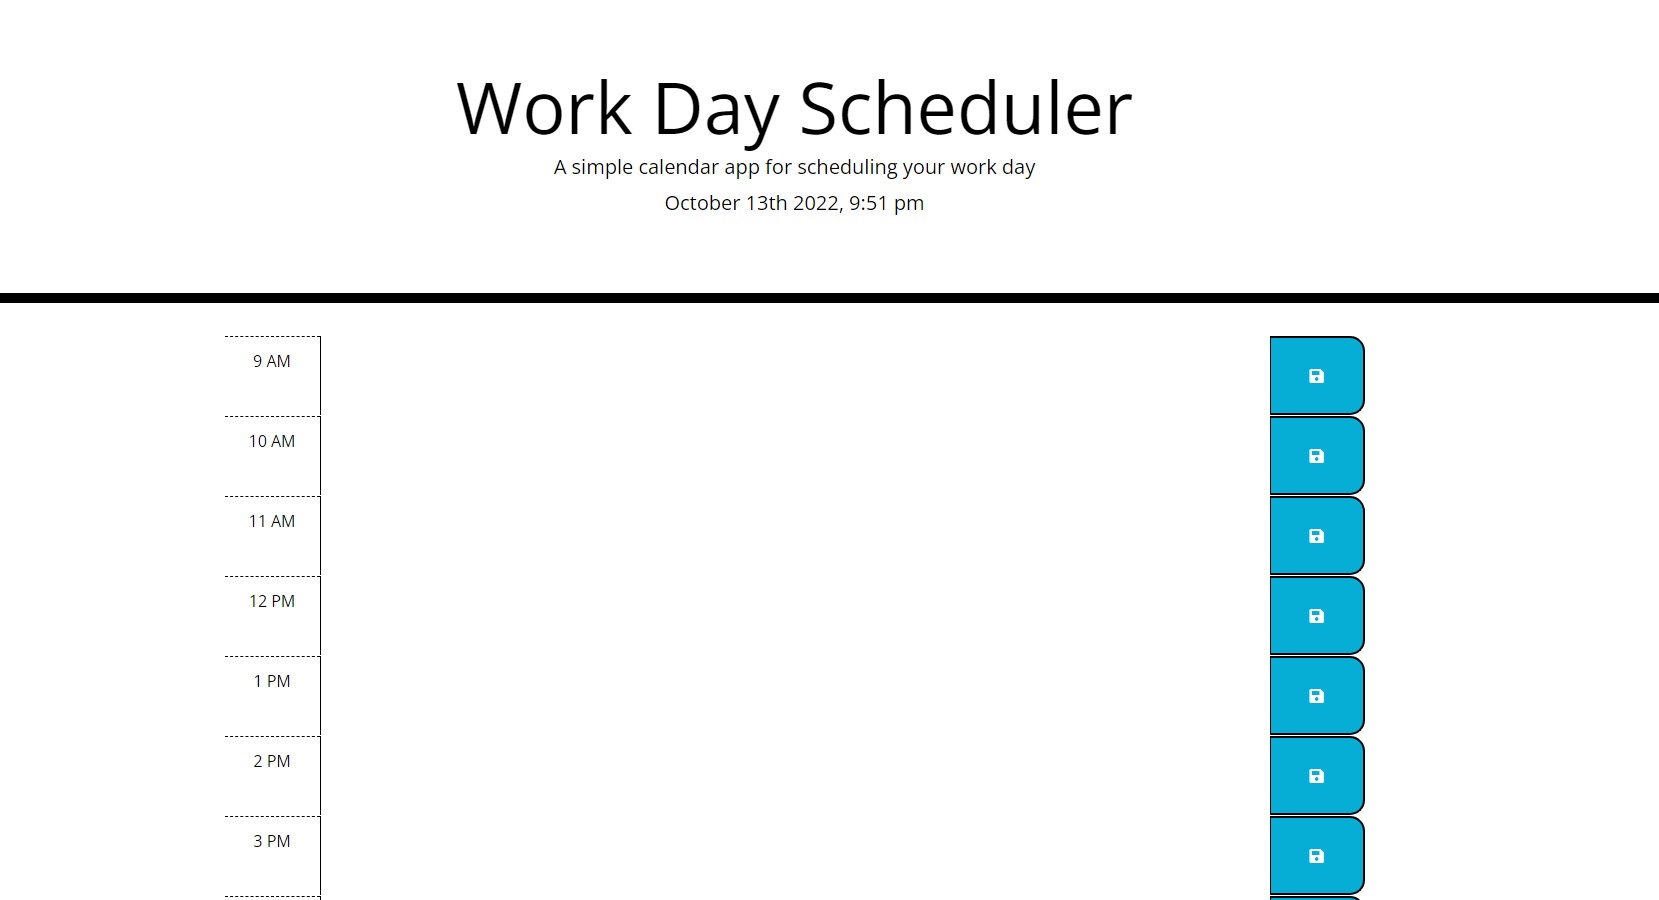 Work Day Scheduler
A simple calendar app for scheduling your work day
October 13th 2022, 9:51 pm
9 AM
10 AM
11 AM
12 PM
1 PM
2 PM
3 PM